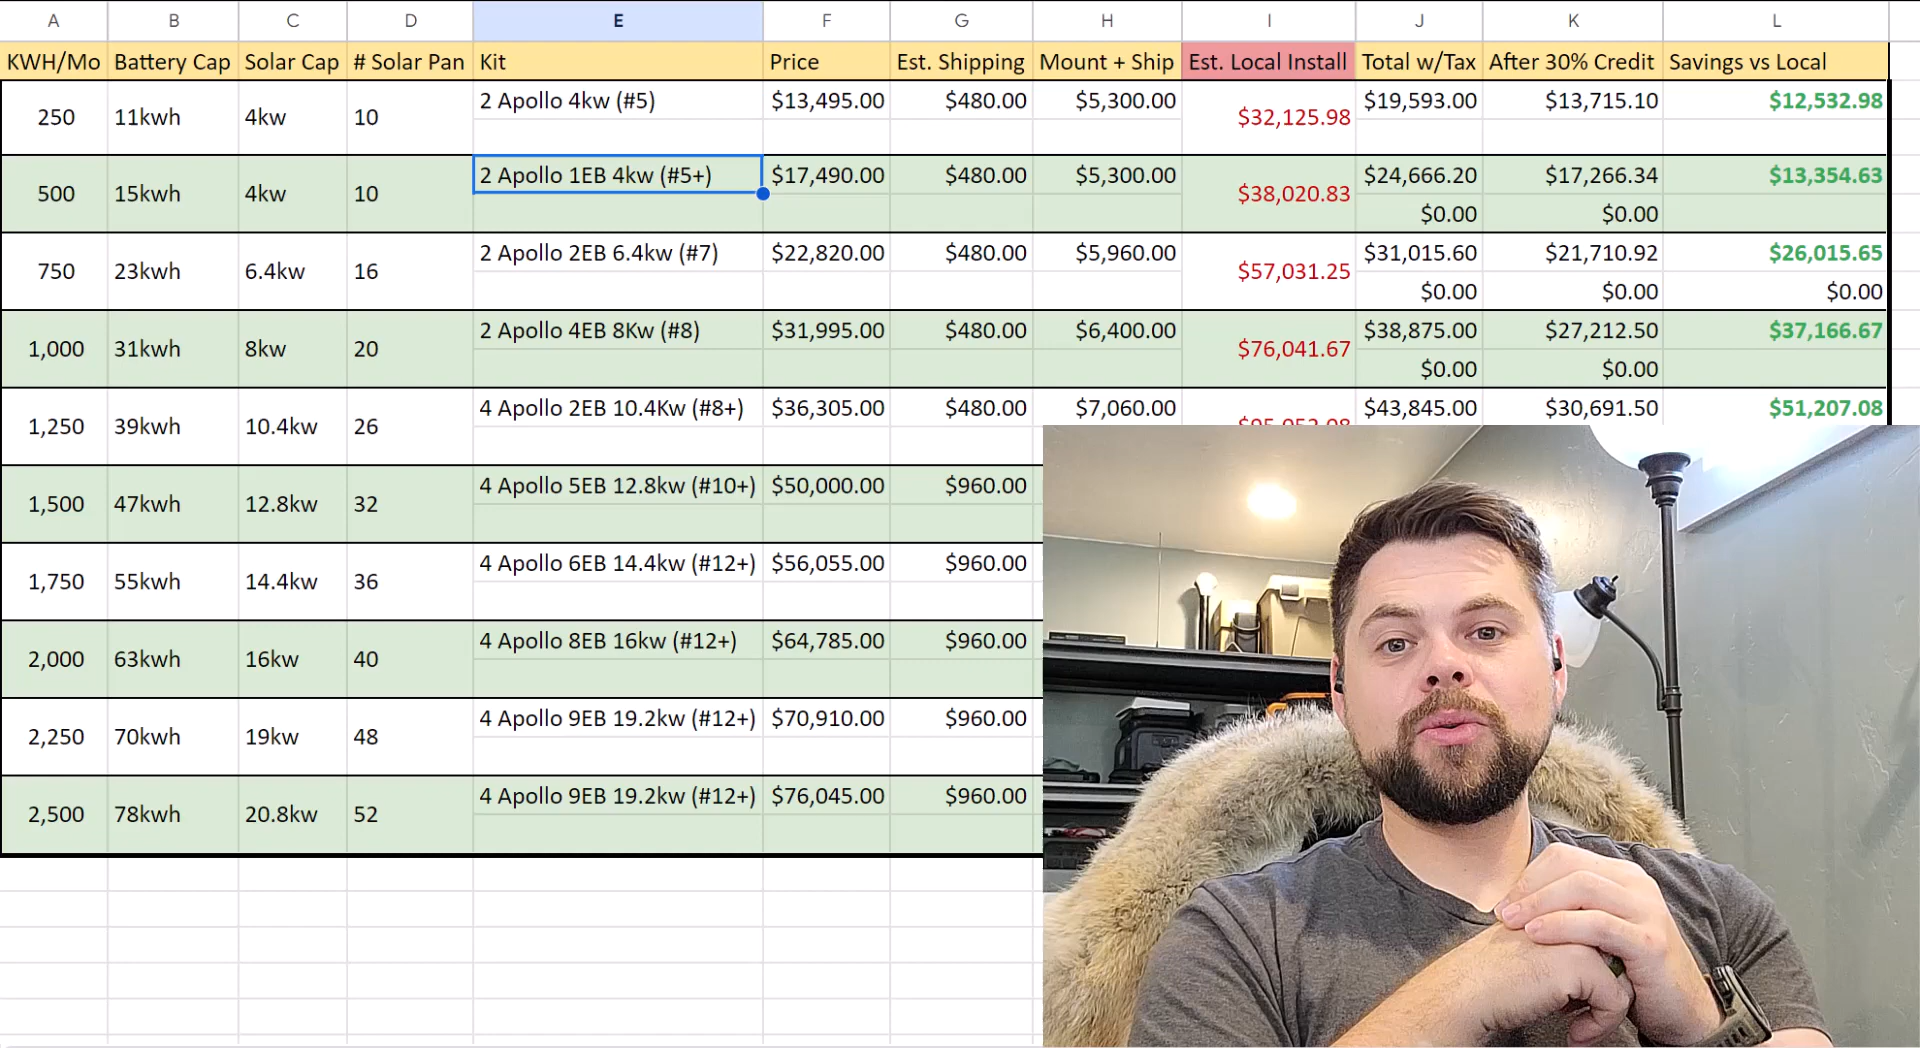 A B C D E F G H I J K L
KWH/Mo Battery Cap Solar Cap # Solar Pan Kit Price Est. Shipping Mount + Ship Est. Local Install Total w/Tax After 30% Credit Savings vs Local
250 11kwh 4kw 10 2 Apollo 4kw (#5) $13,495.00 $480.00 $5,300.00 $32,125.98 $19,593.00 $13,715.10 $12,532.98
500 15kwh 4kw 10 2 Apollo 1EB 4kw (#5+) $17,490.00 $480.00 $5,300.00 $38,020.83 $24,666.20 $17,266.34 $13,354.63
$0.00 $0.00
750 23kwh 6.4kw 16 2 Apollo 2EB 6.4kw (#7) $22,820.00 $480.00 $5,960.00 $57,031.25 $31,015.60 $21,710.92 $26,015.65
$0.00 $0.00 $0.00
1,000 31kwh 8kw 20 2 Apollo 4EB 8Kw (#8) $31,995.00 $480.00 $6,400.00 $76,041.67 $38,875.00 $27,212.50 $37,166.67
$0.00 $0.00
1,250 39kwh 10.4kw 26 4 Apollo 2EB 10.4Kw (#8+) $36,305.00 $480.00 $7,060.00 $43,845.00 $30,691.50 $51,207.08
1,500 47kwh 12.8kw 32 4 Apollo 5EB 12.8kw (#10+) $50,000.00 $960.00
1,750 55kwh 14.4kw 36 4 Apollo 6EB 14.4kw (#12+) $56,055.00 $960.00
2,000 63kwh 16kw 40 4 Apollo 8EB 16kw (#12+) $64,785.00 $960.00
2,250 70kwh 19kw 48 4 Apollo 9EB 19.2kw (#12+) $70,910.00 $960.00
2,500 78kwh 20.8kw 52 4 Apollo 9EB 19.2kw (#12+) $76,045.00 $960.00